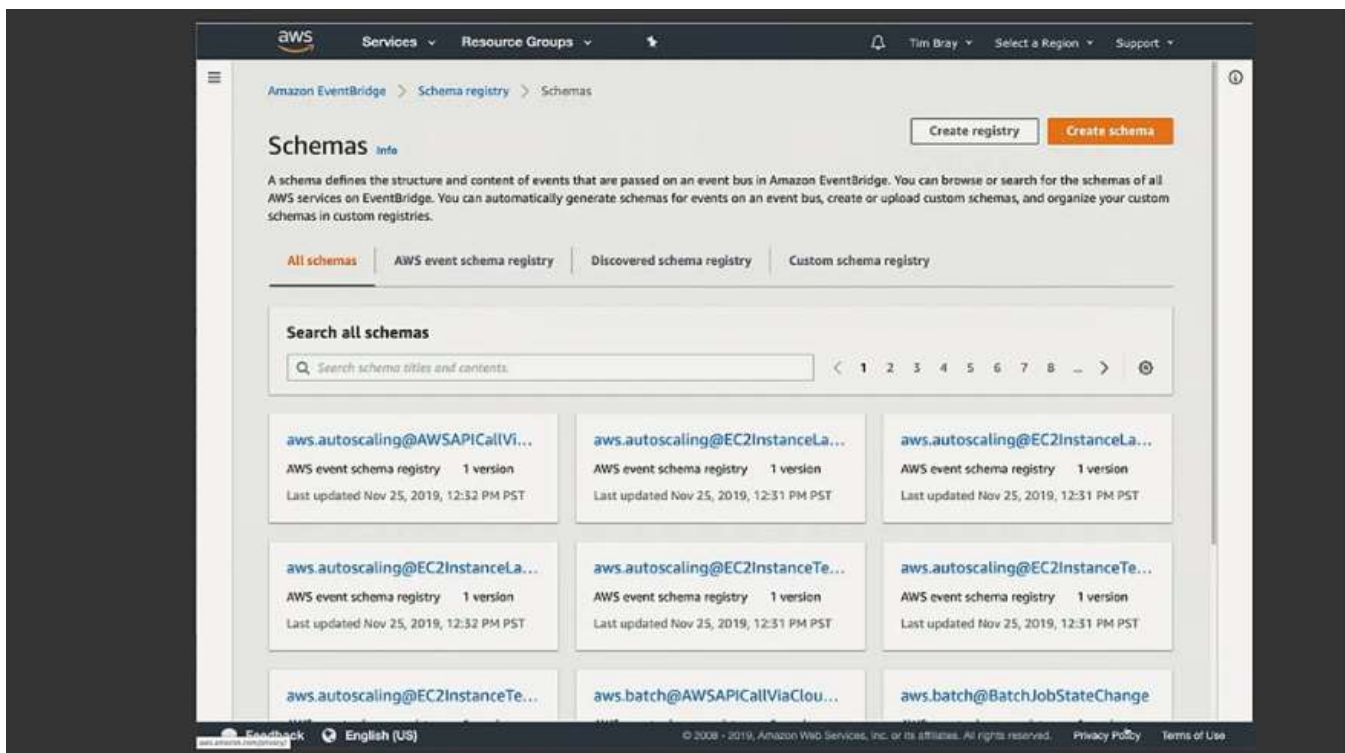 aws Services Resource Groups Tim Bray Select a Region Support
Amazon EventBridge > Schema registry > Schemas
Create registry Create schema
Schemas Info
A schema defines the structure and content of events that are passed on an event bus in Amazon EventBridge. You can browse or search for the schemas of all
AWS services on EventBridge. You can automatically generate schemas for events on an event bus, create or upload custom schemas, and organize your custom
schemas in custom registries.
All schemas AWS event schema registry Discovered schema registry Custom schema registry
Search all schemas
Search schema titles and contents. < 1 2 3 4 5 6 7 8 ... >
aws.autoscaling@AWSAPICallVi... aws.autoscaling@EC2InstanceLa... aws.autoscaling@EC2InstanceLa...
AWS event schema registry 1 version AWS event schema registry 1 version AWS event schema registry 1 version
Last updated Nov 25, 2019, 12:32 PM PST Last updated Nov 25, 2019, 12:31 PM PST Last updated Nov 25, 2019, 12:31 PM PST
aws.autoscaling@EC2InstanceLa... aws.autoscaling@EC2InstanceTe... aws.autoscaling@EC2InstanceTe...
AWS event schema registry 1 version AWS event schema registry 1 version AWS event schema registry 1 version
Last updated Nov 25, 2019, 12:32 PM PST Last updated Nov 25, 2019, 12:31 PM PST Last updated Nov 25, 2019, 12:31 PM PST
aws.autoscaling@EC2InstanceTe... aws.batch@AWSAPICallViaClou... aws.batch@BatchJobStateChange
Feedback English (US) © 2008 - 2019, Amazon Web Services, Inc. or its affiliates. All rights reserved. Privacy Policy Terms of Use